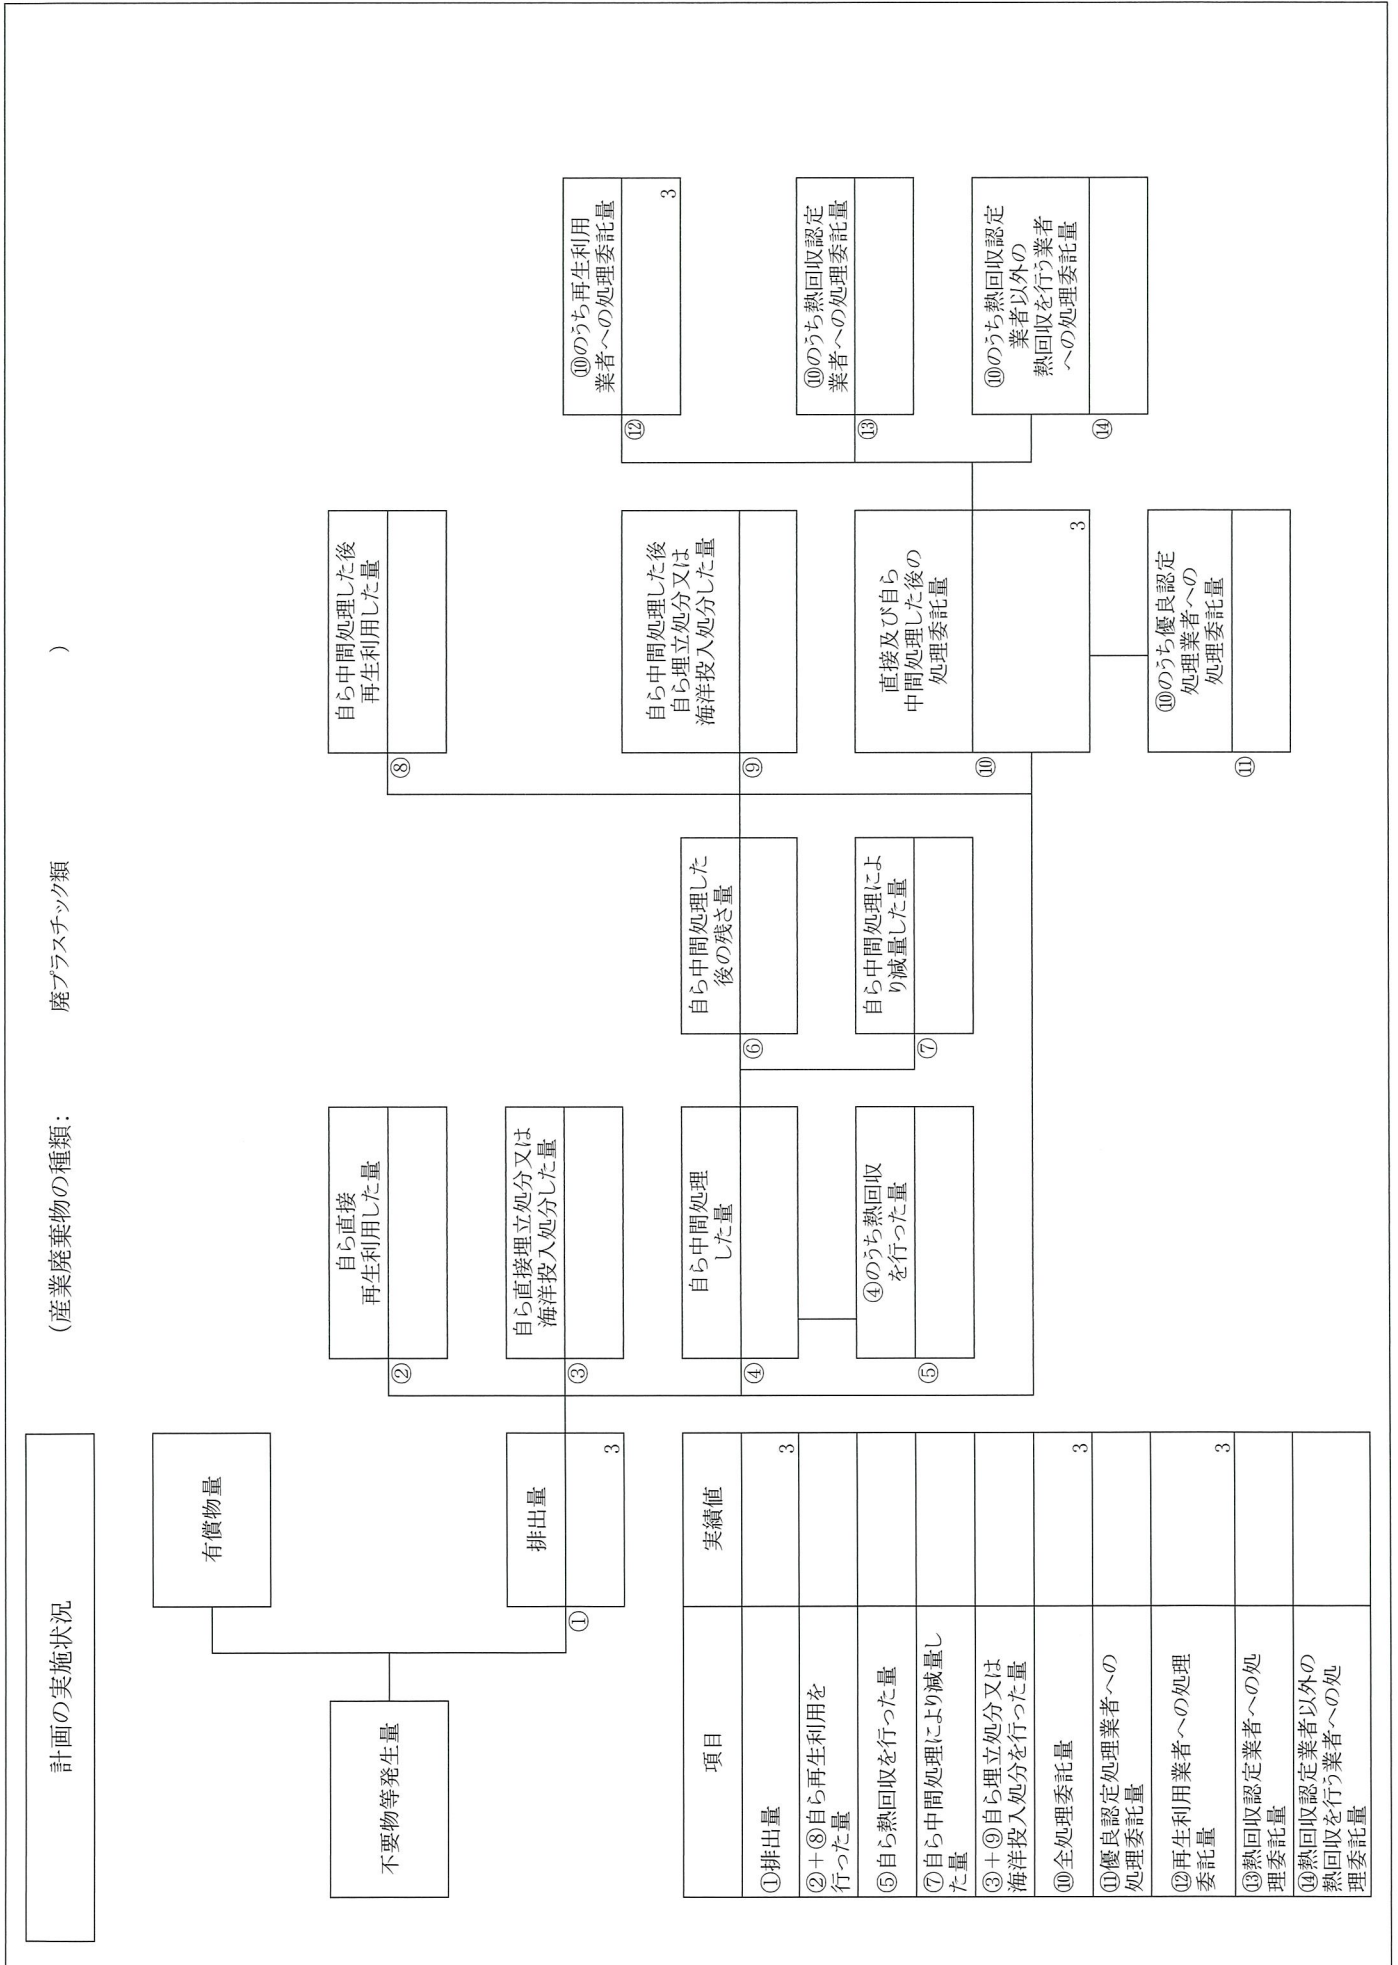 計画の実施状況
(産業廃棄物の種類: 廃プラスチック類 )
不要物等発生量
有償物量
排出量
①
3
自ら直接
再生利用した量
②
自ら直接埋立処分又は
海洋投入処分した量
③
自ら中間処理
した量
④
④のうち熱回収
を行った量
⑤
自ら中間処理した
後の残さ量
⑥
自ら中間処理によ
り減量した量
⑦
自ら中間処理した後
再生利用した量
⑧
自ら中間処理した後
自ら埋立処分又は
海洋投入処分した量
⑨
直接及び自ら
中間処理した後の
処理委託量
⑩
3
⑩のうち優良認定
処理業者への
処理委託量
⑪
⑩のうち再生利用
業者への処理委託量
⑫
3
⑩のうち熱回収認定
業者への処理委託量
⑬
⑩のうち熱回収認定
業者以外の
熱回収を行う業者
への処理委託量
⑭
項目 実績値
①排出量 3
②+⑧自ら再生利用を
行った量
⑤自ら熱回収を行った量
⑦自ら中間処理により減量し
た量
③+⑨自ら埋立処分又は
海洋投入処分を行った量
⑩全処理委託量 3
⑪優良認定処理業者への
処理委託量
⑫再生利用業者への処理
委託量 3
⑬熱回収認定業者への処
理委託量
⑭熱回収認定業者以外の
熱回収を行う業者への処
理委託量